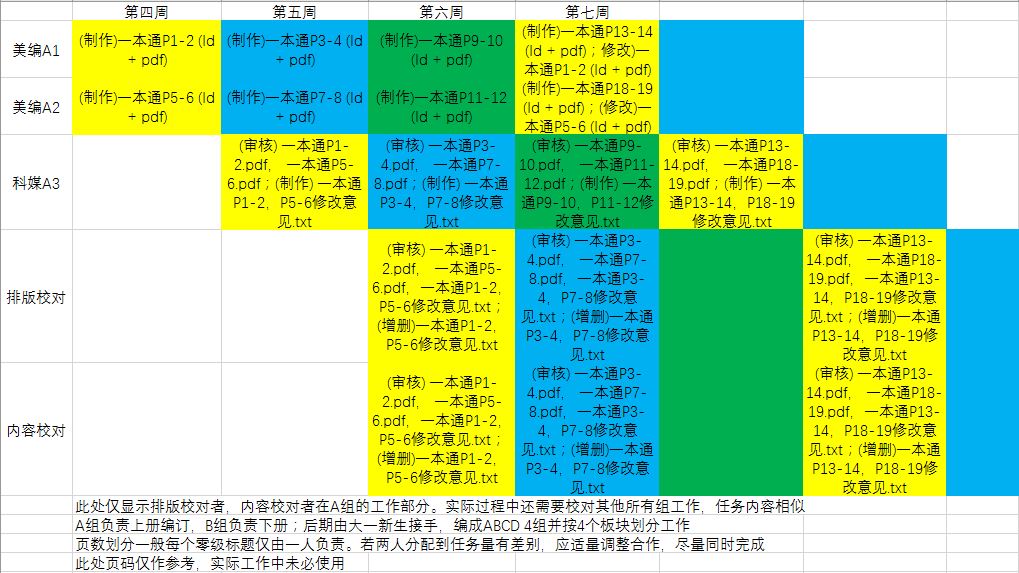 第四周 第五周 第六周 第七周
美编A1
(制作)一本通P1-2 (Id
+ pdf)
(制作)一本通P3-4 (Id
+ pdf)
(制作)一本通P9-10
(Id + pdf)
(制作)一本通P13-14
(Id + pdf)；修改)一
本通P1-2 (Id + pdf)
美编A2
(制作)一本通P5-6 (Id
+ pdf)
(制作)一本通P7-8 (Id
+ pdf)
(制作)一本通P11-12
(Id + pdf)
(制作)一本通P18-19
(Id + pdf)；(修改)一
本通P5-6 (Id + pdf)
科媒A3
(审核) 一本通P1-
2.pdf， 一本通P5-
6.pdf；(制作) 一本通
P1-2，P5-6修改意
见.txt
(审核) 一本通P3-
4.pdf， 一本通P7-
8.pdf；(制作) 一本通
P3-4，P7-8修改意
见.txt
(审核) 一本通P9-
10.pdf， 一本通P11-
12.pdf；(制作) 一本
通P9-10，P11-12修
改意见.txt
(审核) 一本通P13-
14.pdf， 一本通P18-
19.pdf；(制作) 一本
通P13-14，P18-19
修改意见.txt
排版校对
(审核) 一本通P1-
2.pdf， 一本通P5-
6.pdf，一本通P1-2，
P5-6修改意见.txt；
(增删)一本通P1-2，
P5-6修改意见.txt
(审核) 一本通P3-
4.pdf， 一本通P7-
8.pdf，一本通P3-
4，P7-8修改意
见.txt；(增删)一本通
P3-4，P7-8修改意
见.txt
(审核) 一本通P13-
14.pdf， 一本通P18-
19.pdf，一本通P13-
14，P18-19修改意
见.txt；(增删)一本通
P13-14，P18-19修
改意见.txt
内容校对
(审核) 一本通P1-
2.pdf， 一本通P5-
6.pdf，一本通P1-2，
P5-6修改意见.txt；
(增删)一本通P1-2，
P5-6修改意见.txt
(审核) 一本通P3-
4.pdf， 一本通P7-
8.pdf，一本通P3-
4，P7-8修改意
见.txt；(增删)一本通
P3-4，P7-8修改意
见.txt
(审核) 一本通P13-
14.pdf， 一本通P18-
19.pdf，一本通P13-
14，P18-19修改意
见.txt；(增删)一本通
P13-14，P18-19修
改意见.txt
此处仅显示排版校对者，内容校对者在A组的工作部分。实际过程中还需要校对其他所有组工作，任务内容相似
A组负责上册编订，B组负责下册；后期由大一新生接手，编成ABCD 4组并按4个板块划分工作
页数划分一般每个零级标题仅由一人负责。若两人分配到任务量有差别，应适量调整合作，尽量同时完成
此处页码仅作参考，实际工作中未必使用